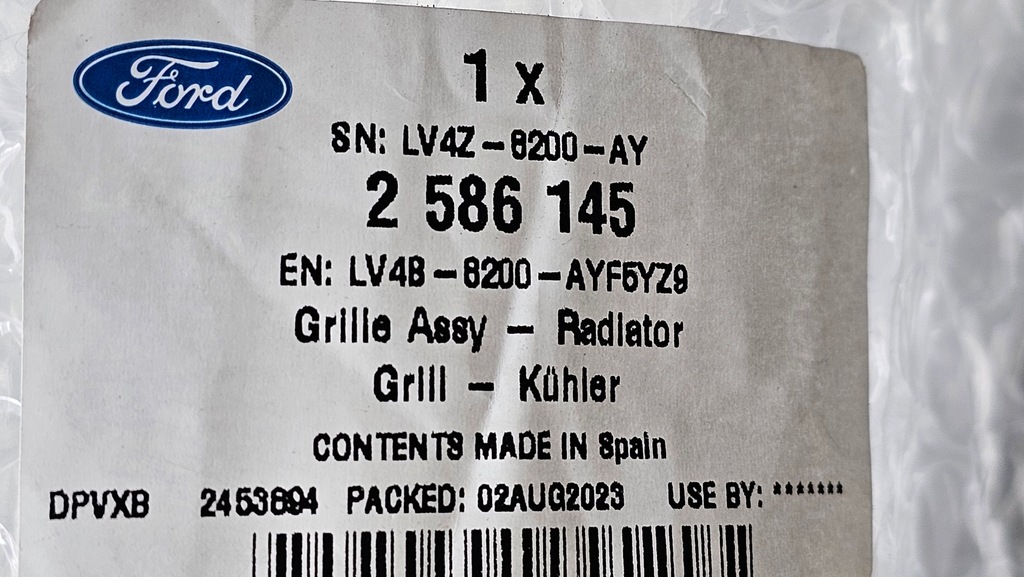 Ford
1 x
SN: LV4Z-8200-AY
2 586 145
EN: LV4B-8200-AYF5YZ9
Grille Assy - Radiator
Grill - Kühler
CONTENTS MADE IN Spain
DPVXB 2453894 PACKED: 02AUG2023 USE BY: *******